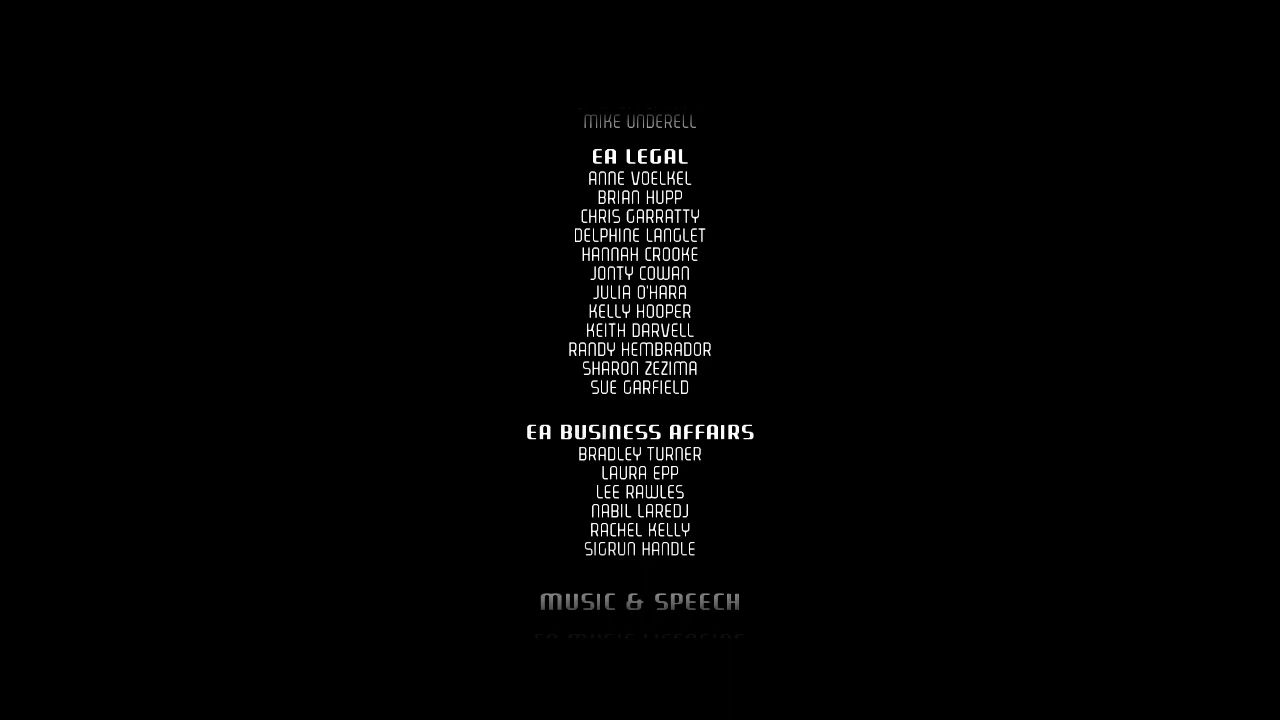 MIKE UNDERELL
EA LEGAL
ANNE VOELKEL
BRIAN HUPP
CHRIS GARRATTY
DELPHINE LANGLET
HANNAH CROOKE
JONTY COWAN
JULIA O'HARA
KELLY HOOPER
KEITH DARVELL
RANDY HEMBRADOR
SHARON ZEZIMA
SUE GARFIELD
EA BUSINESS AFFAIRS
BRADLEY TURNER
LAURA EPP
LEE RAWLES
NABIL LAREDJ
RACHEL KELLY
SIGRUN HANDLE
MUSIC & SPEECH